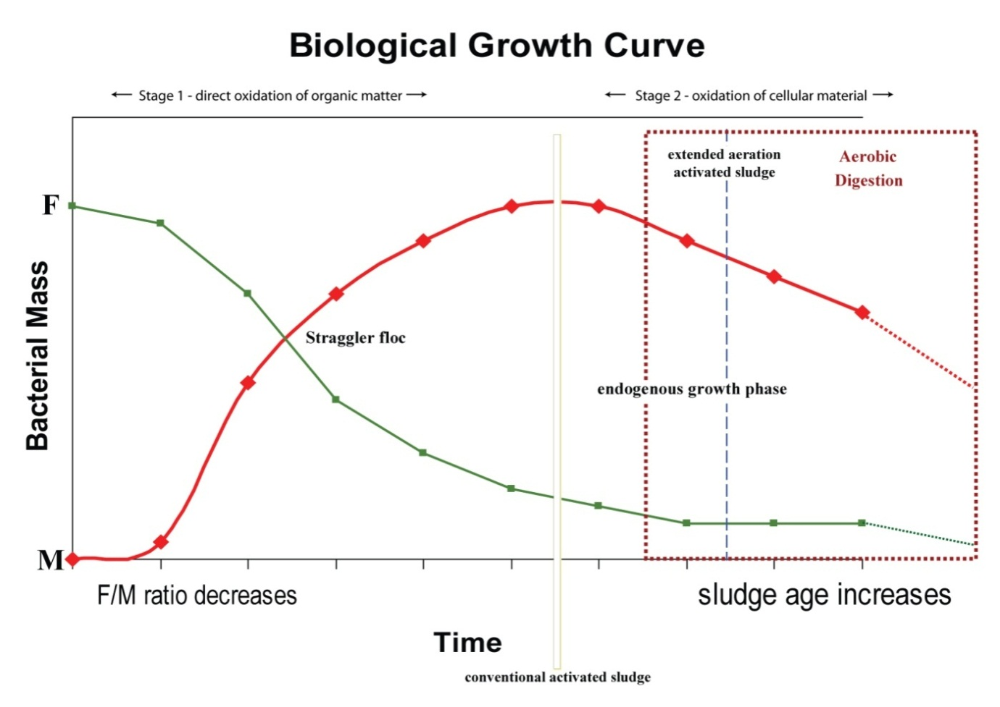 Biological Growth Curve
← Stage 1 - direct oxidation of organic matter →
← Stage 2 - oxidation of cellular material →
extended aeration
activated sludge
Aerobic
Digestion
F
Bacterial Mass
Straggler floc
endogenous growth phase
M
F/M ratio decreases
sludge age increases
Time
conventional activated sludge